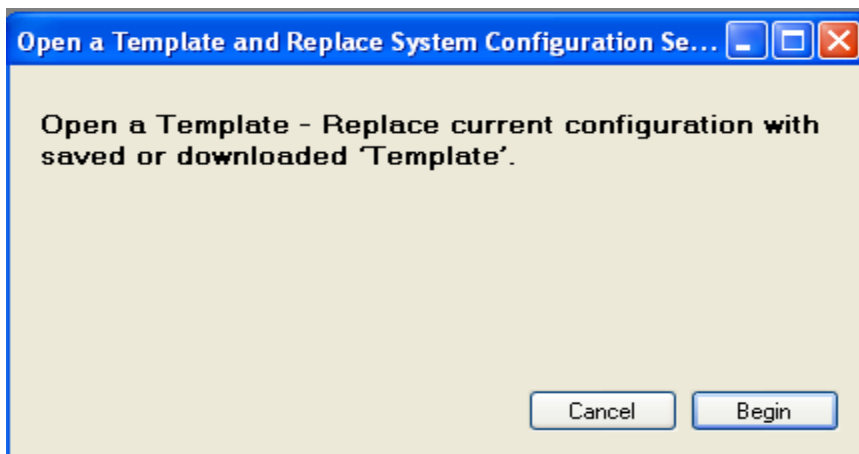 Open a Template and Replace System Configuration Se...
Open a Template - Replace current configuration with
saved or downloaded 'Template'.
Cancel
Begin